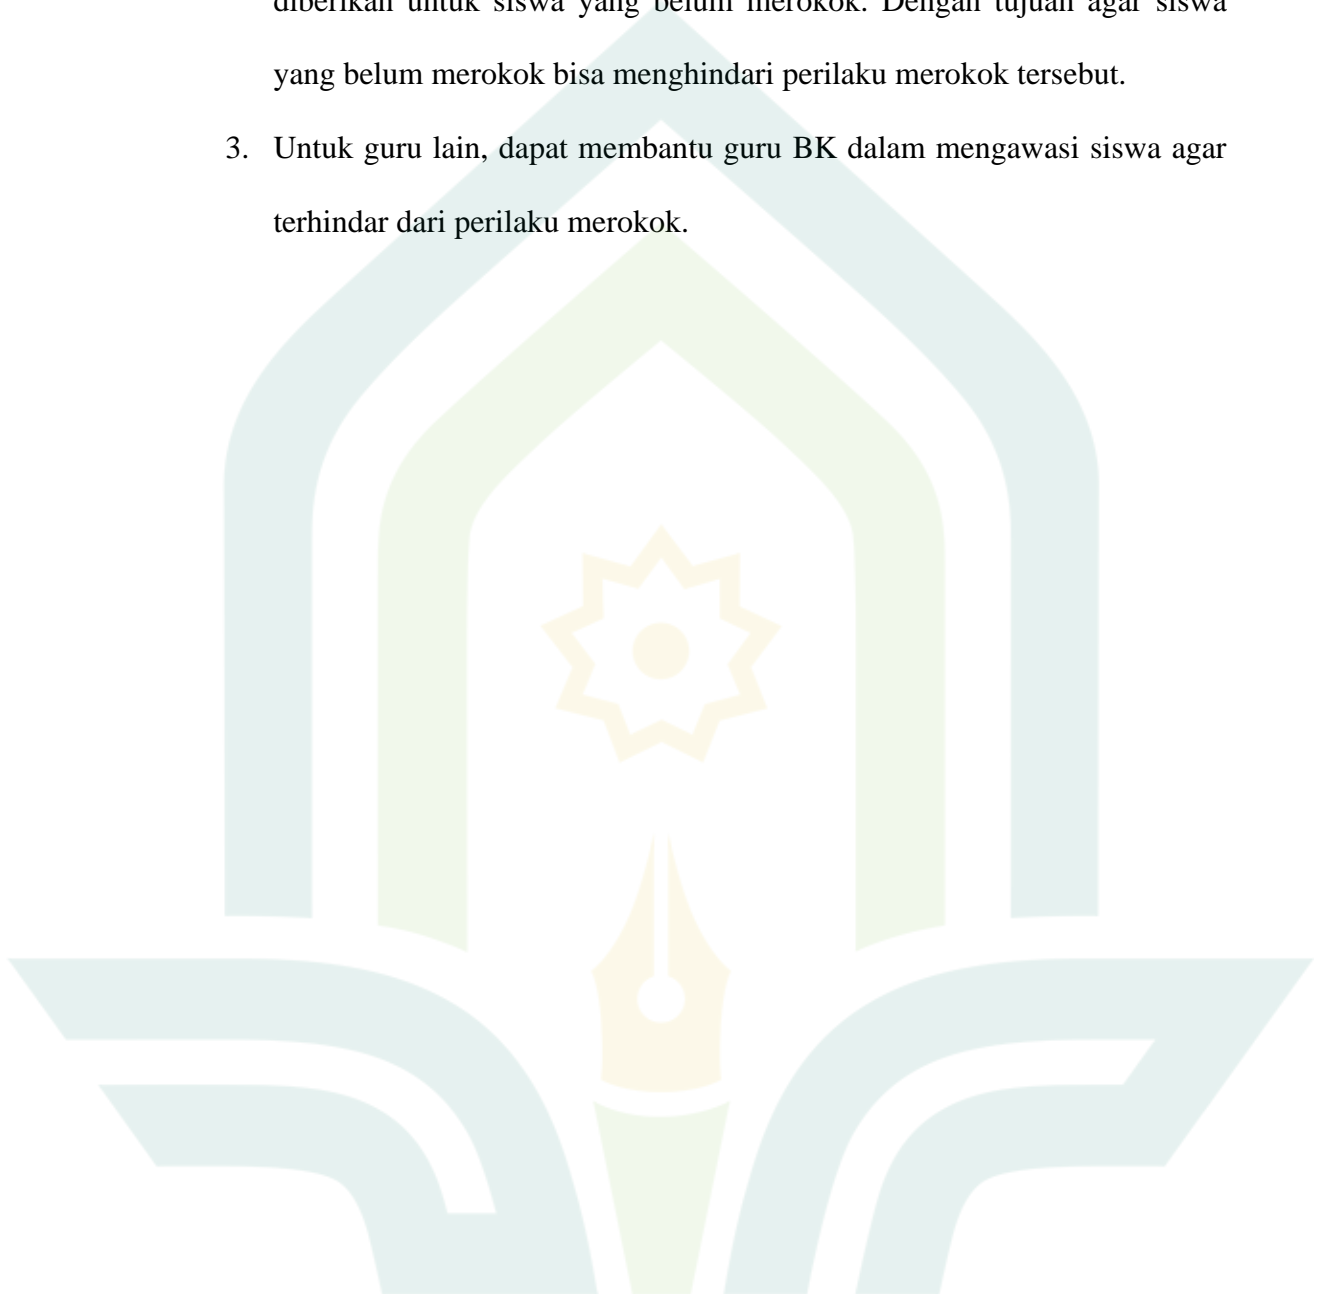 diberikan untuk siswa yang belum merokok. Dengan tujuan agar siswa
yang belum merokok bisa menghindari perilaku merokok tersebut.
3. Untuk guru lain, dapat membantu guru BK dalam mengawasi siswa agar
terhindar dari perilaku merokok.